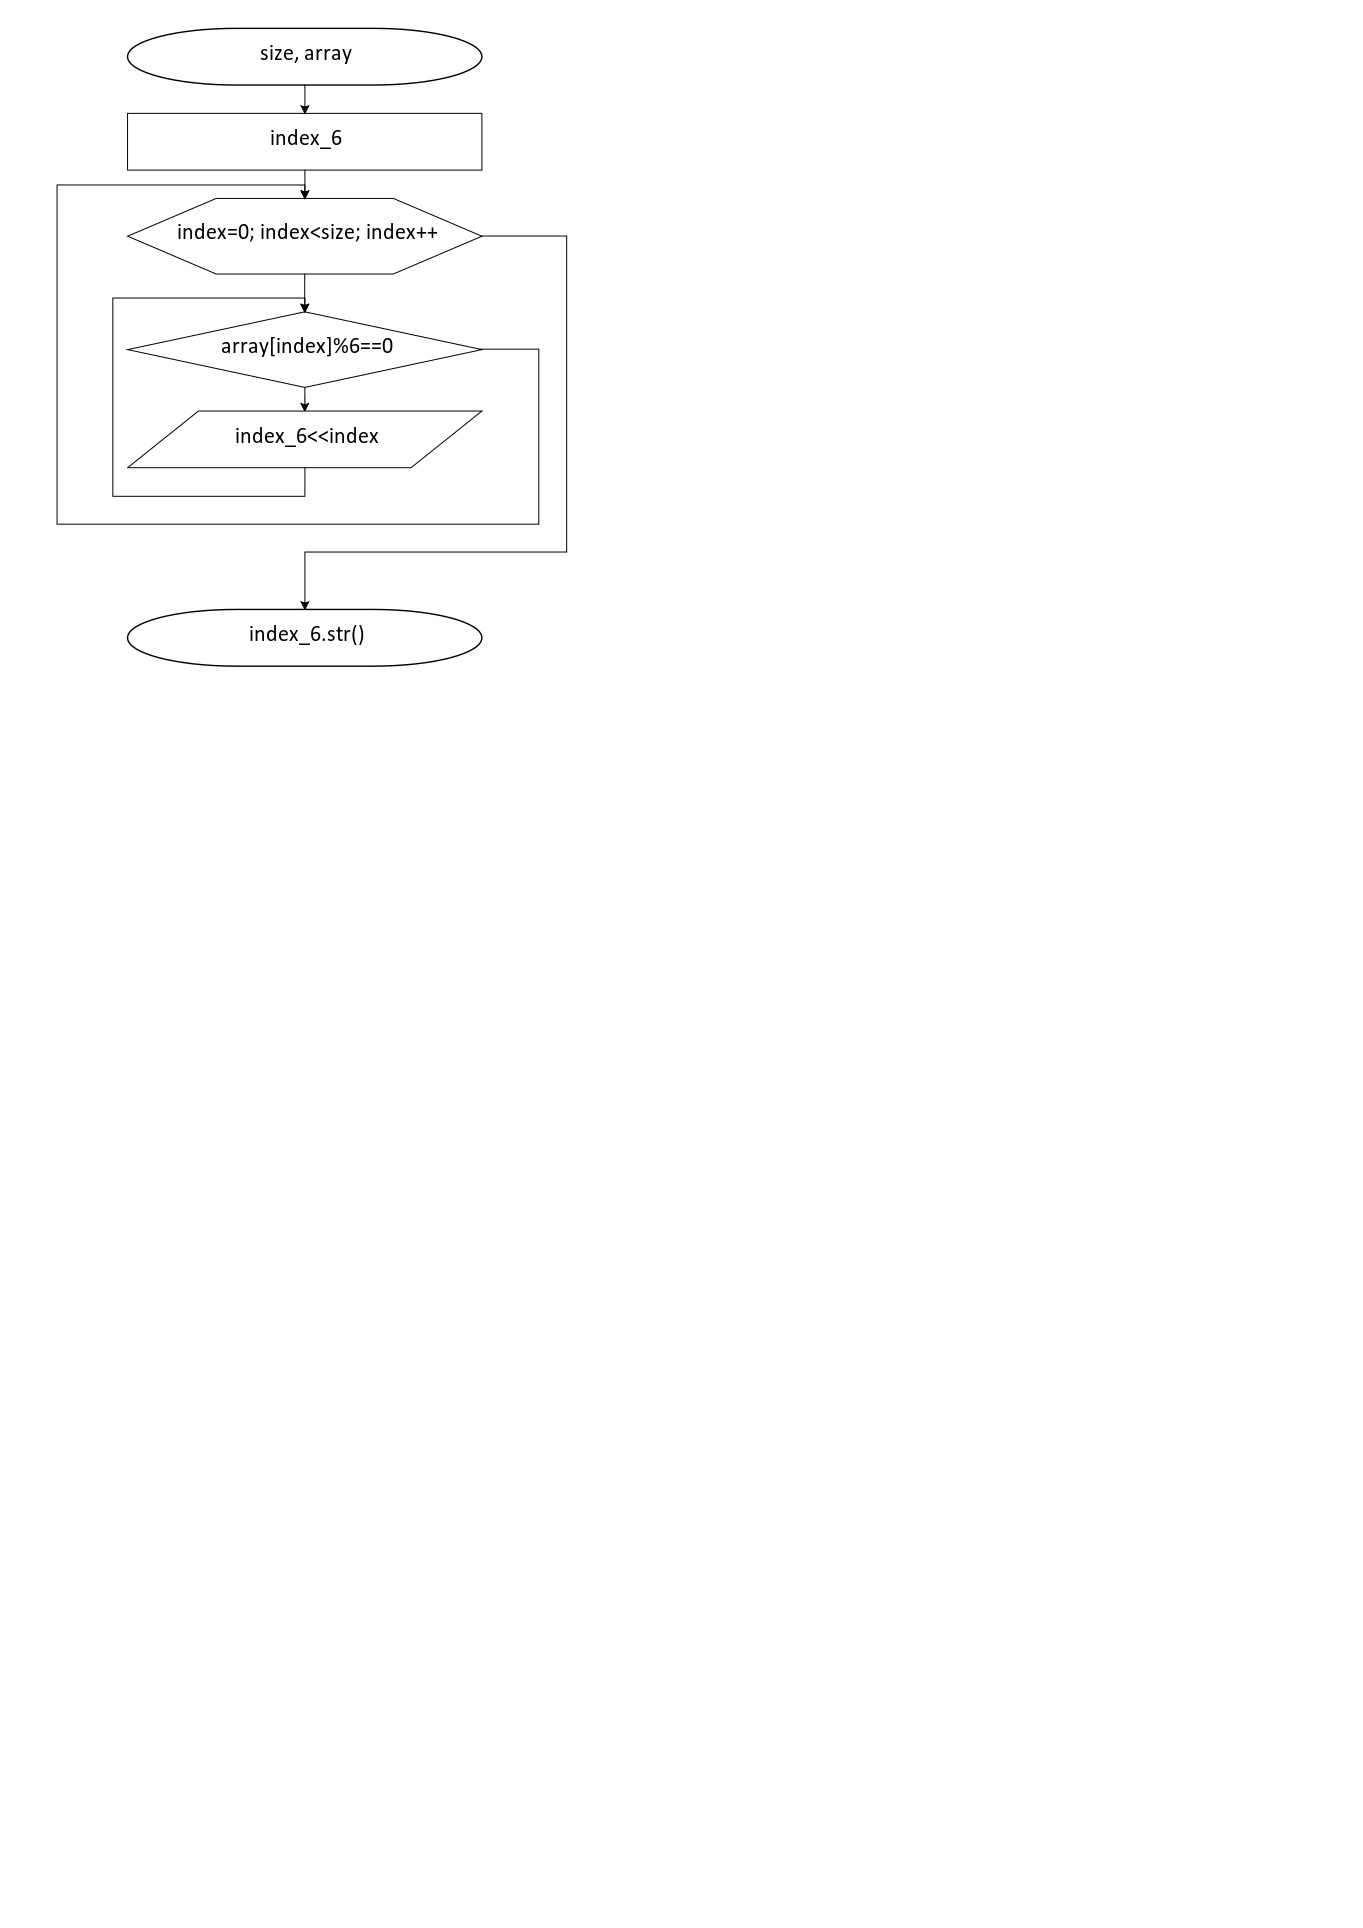 size, array
index_6
index=0; index<size; index++
array[index]%6==0
index_6<<index
index_6.str()